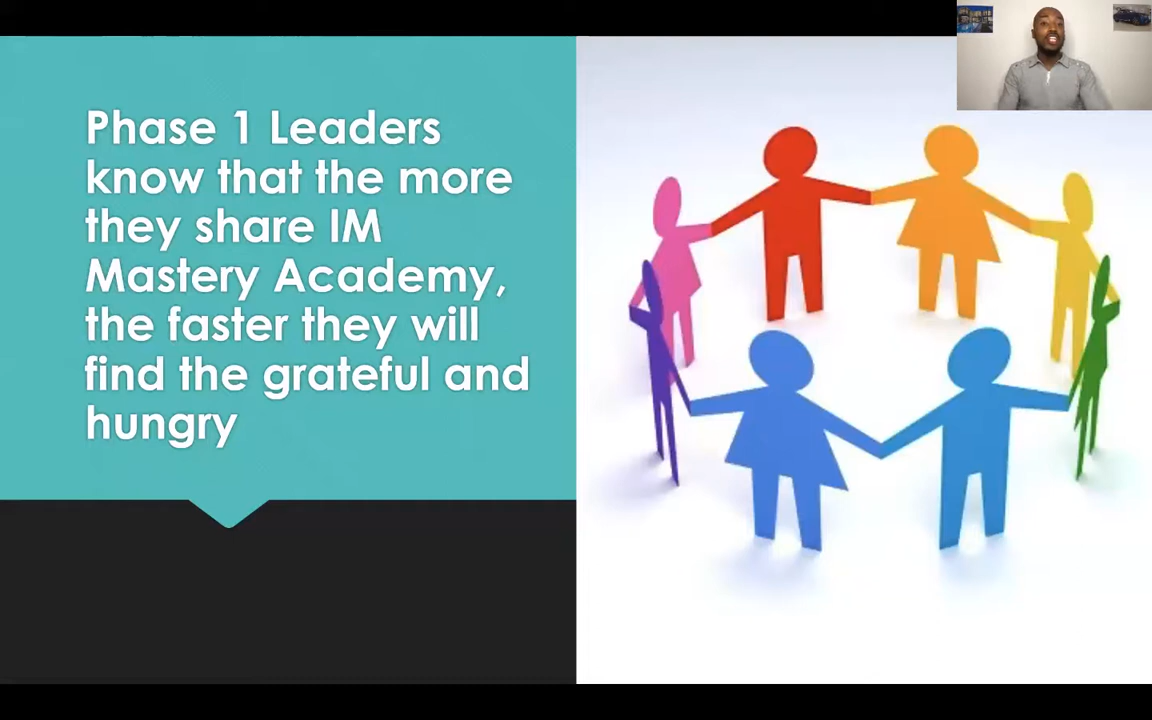 Phase 1 Leaders
know that the more
they share IM
Mastery Academy,
the faster they will
find the grateful and
hungry